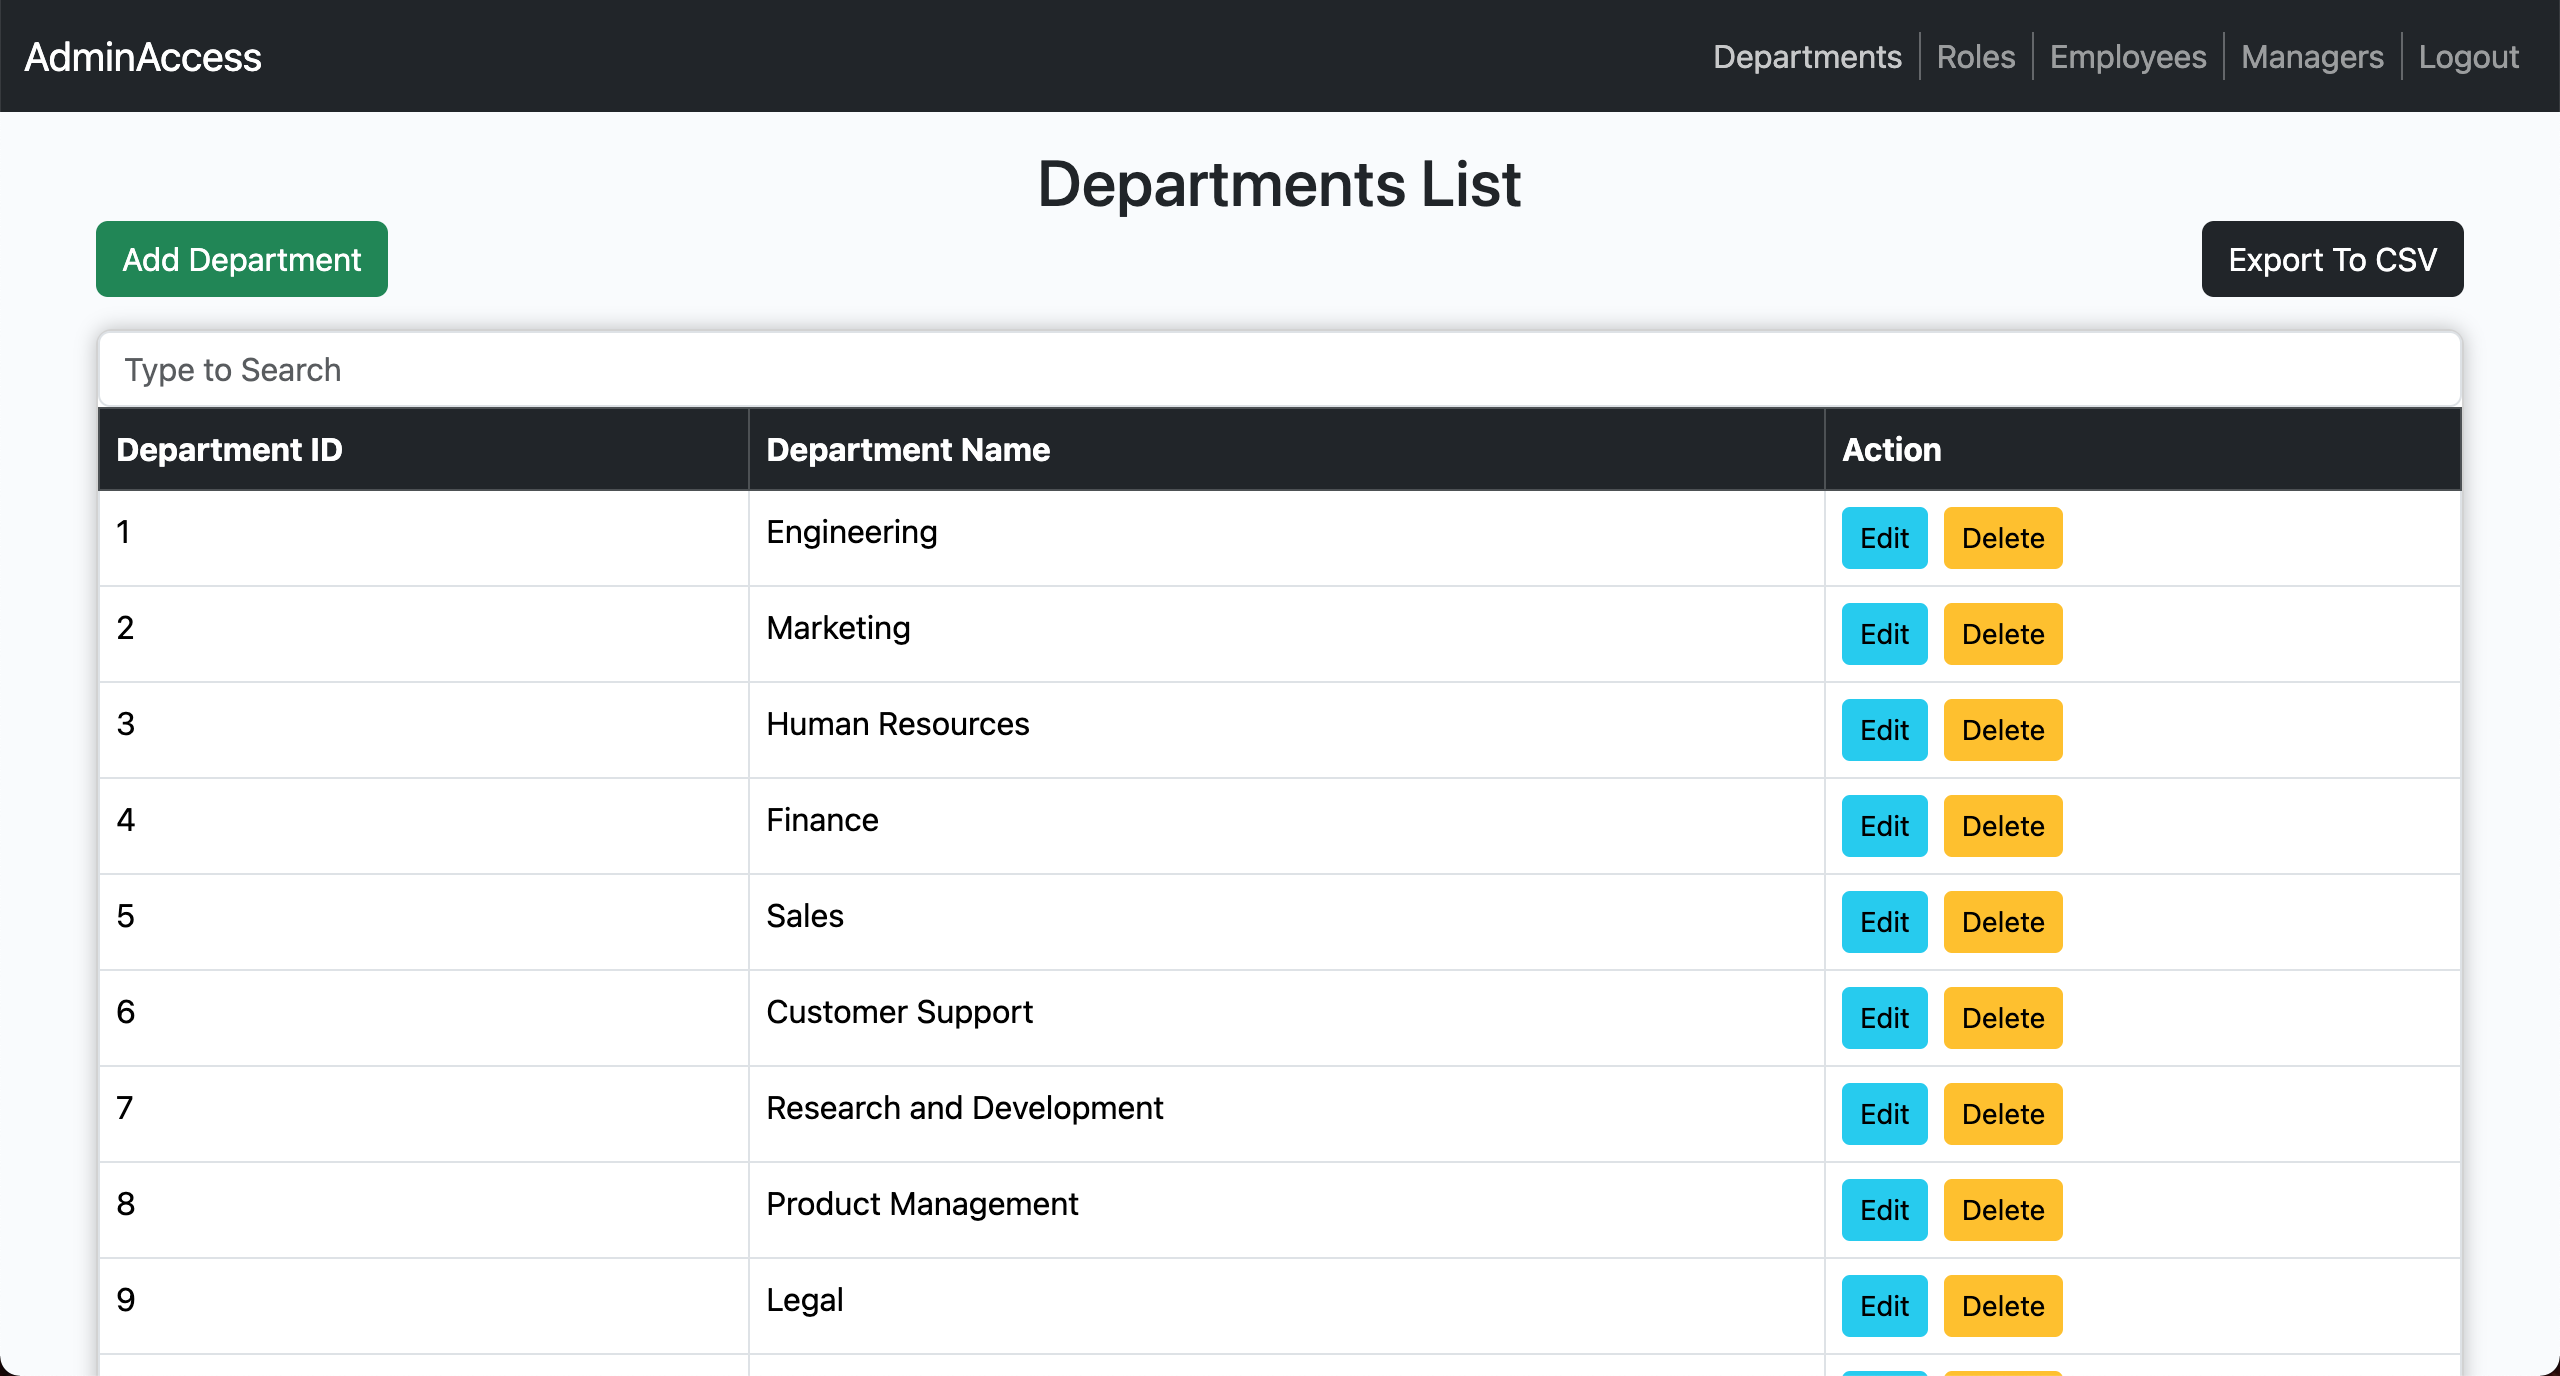 AdminAccess Departments Roles Employees Managers Logout
Departments List
Add Department Export To CSV
Type to Search
Department ID Department Name Action
1 Engineering Edit Delete
2 Marketing Edit Delete
3 Human Resources Edit Delete
4 Finance Edit Delete
5 Sales Edit Delete
6 Customer Support Edit Delete
7 Research and Development Edit Delete
8 Product Management Edit Delete
9 Legal Edit Delete